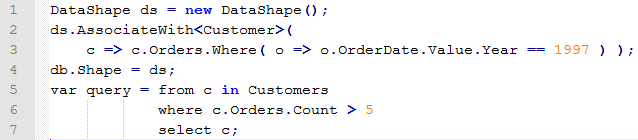 1 DataShape ds = new DataShape();
2 ds.AssociateWith<Customer>(
3     c => c.Orders.Where( o => o.OrderDate.Value.Year == 1997 ) );
4 db.Shape = ds;
5 var query = from c in Customers
6             where c.Orders.Count > 5
7             select c;